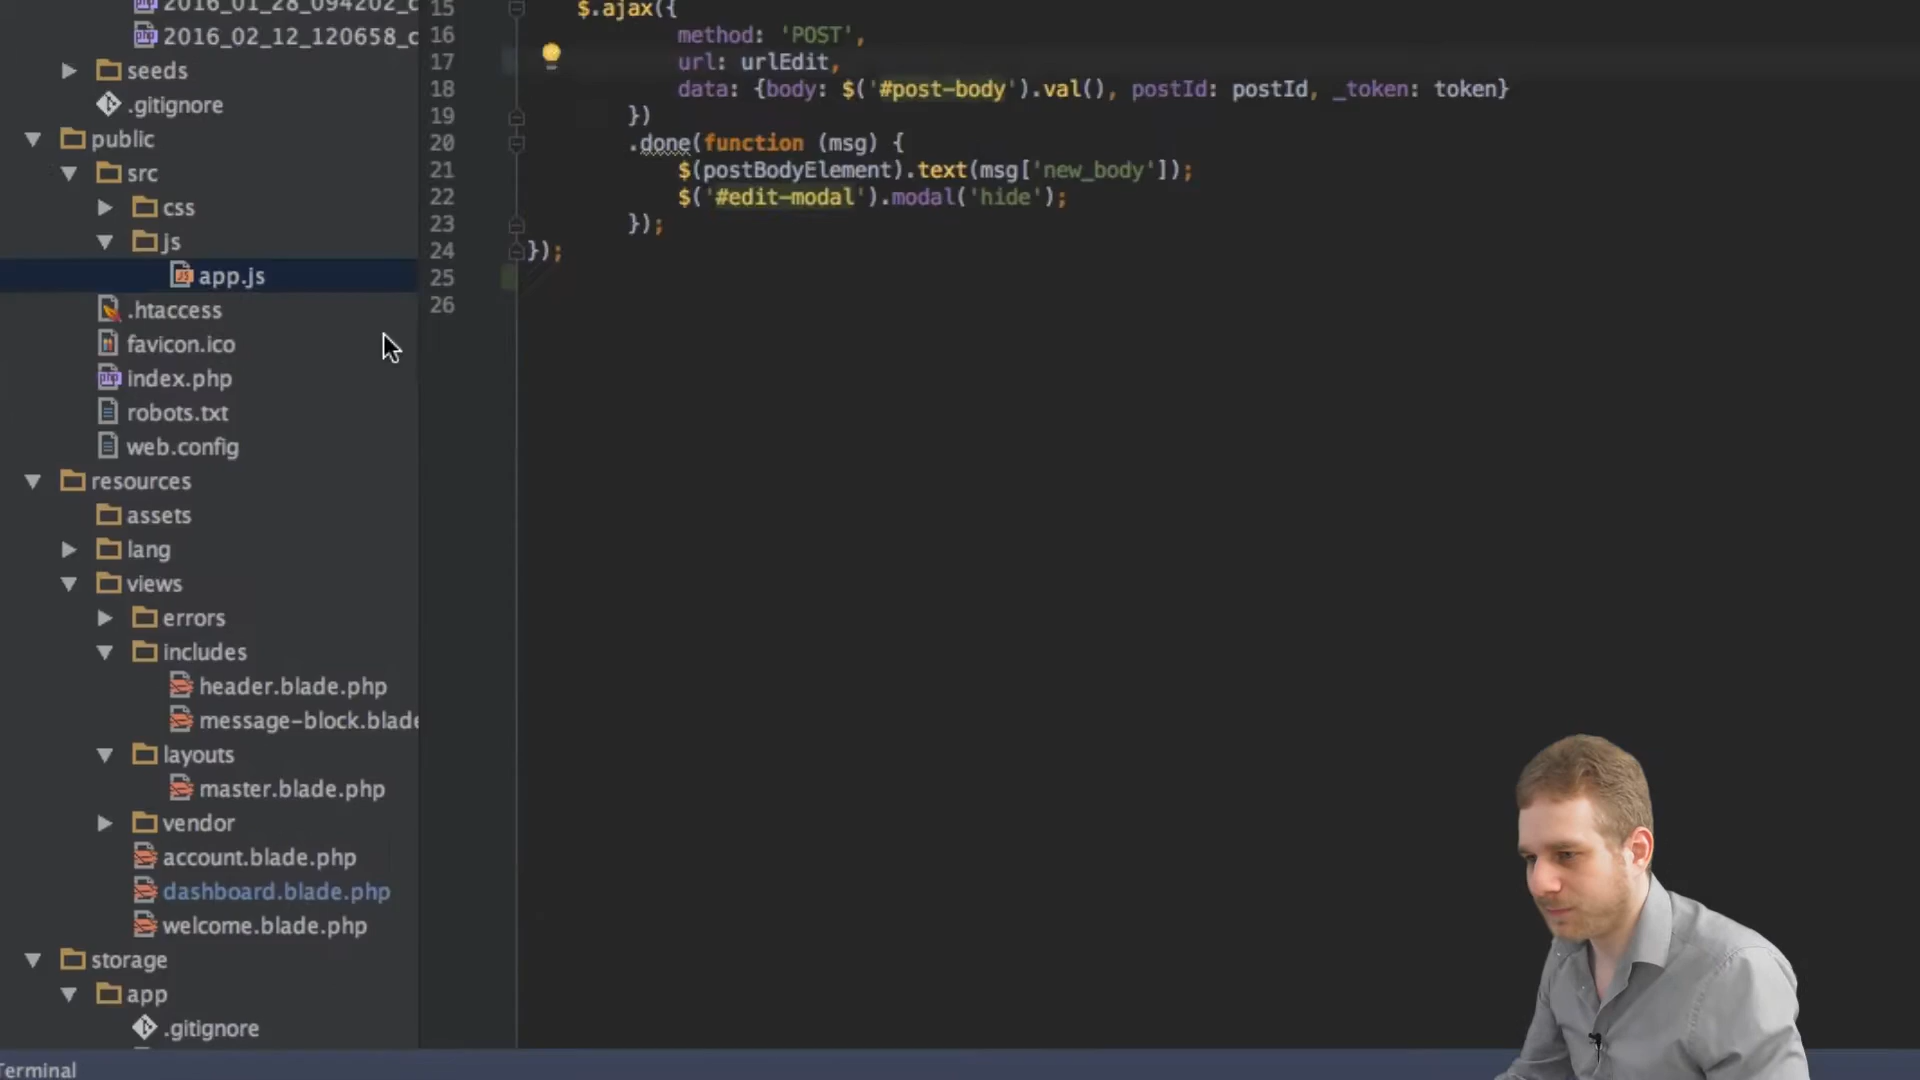 2016_01_28_094202_c
2016_02_12_120658_c
seeds
.gitignore
public
src
css
js
app.js
.htaccess
favicon.ico
index.php
robots.txt
web.config
resources
assets
lang
views
errors
includes
header.blade.php
message-block.blade
layouts
master.blade.php
vendor
account.blade.php
dashboard.blade.php
welcome.blade.php
storage
app
.gitignore
Terminal
15 $.ajax({
16 method: 'POST',
17 url: urlEdit,
18 data: {body: $('#post-body').val(), postId: postId, _token: token}
19 })
20 .done(function (msg) {
21 $(postBodyElement).text(msg['new_body']);
22 $('#edit-modal').modal('hide');
23 });
24 });
25
26